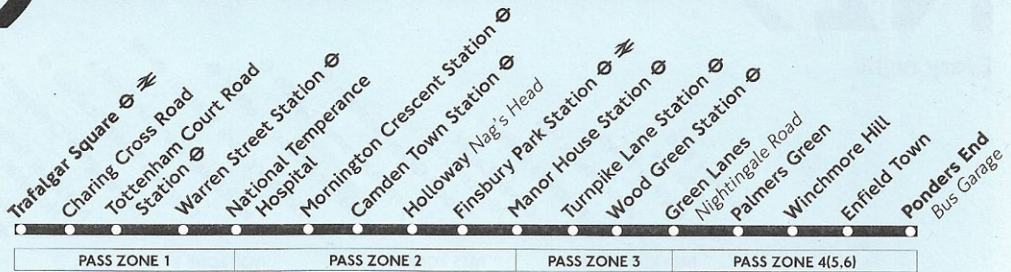 Trafalgar Square
Charing Cross Road
Tottenham Court Road
Station
Warren Street Station
National Temperance
Hospital
Mornington Crescent Station
Camden Town Station
Holloway Nag's Head
Finsbury Park Station
Manor House Station
Turnpike Lane Station
Wood Green Station
Green Lanes
Nightingale Road
Palmers Green
Winchmore Hill
Enfield Town
Ponders End
Bus Garage
PASS ZONE 1
PASS ZONE 2
PASS ZONE 3
PASS ZONE 4(5,6)